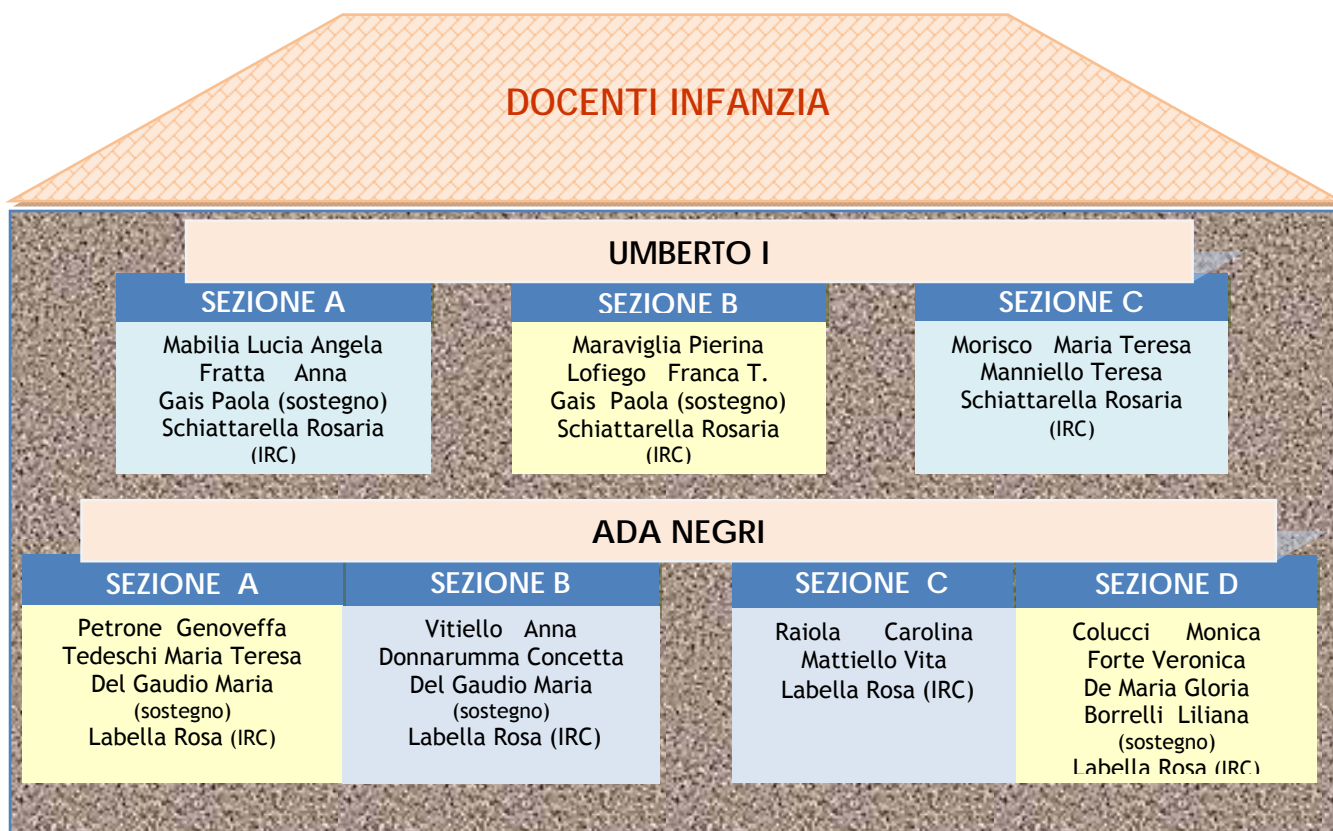 DOCENTI INFANZIA
UMBERTO I
SEZIONE A
Mabilia Lucia Angela
Fratta Anna
Gais Paola (sostegno)
Schiattarella Rosaria
(IRC)
SEZIONE B
Maraviglia Pierina
Lofiego Franca T.
Gais Paola (sostegno)
Schiattarella Rosaria
(IRC)
SEZIONE C
Morisco Maria Teresa
Manniello Teresa
Schiattarella Rosaria
(IRC)
ADA NEGRI
SEZIONE A
Petrone Genoveffa
Tedeschi Maria Teresa
Del Gaudio Maria
(sostegno)
Labella Rosa (IRC)
SEZIONE B
Vitiello Anna
Donnarumma Concetta
Del Gaudio Maria
(sostegno)
Labella Rosa (IRC)
SEZIONE C
Raiola Carolina
Mattiello Vita
Labella Rosa (IRC)
SEZIONE D
Colucci Monica
Forte Veronica
De Maria Gloria
Borrelli Liliana
(sostegno)
Labella Rosa (IRC)